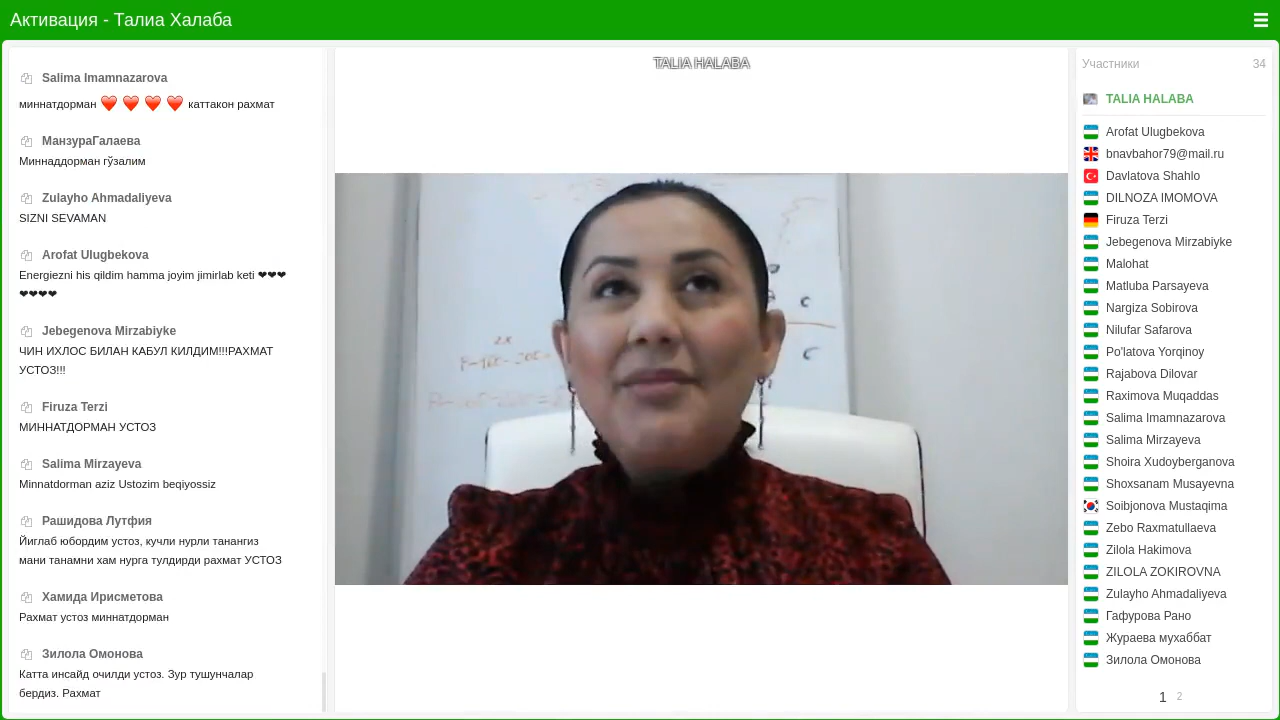 Активация - Талиа Халаба
Salima Imamnazarova
миннатдорман ❤ ❤ ❤ ❤ каттакон рахмат
МанзураГалаева
Миннаддорман гўзалим
Zulayho Ahmadaliyeva
SIZNI SEVAMAN
Arofat Ulugbekova
Energiezni his qildim hamma joyim jimirlab keti ❤❤❤
❤❤❤❤
Jebegenova Mirzabiyke
ЧИН ИХЛОС БИЛАН КАБУЛ КИЛДИМ!!!РАХМАТ
УСТОЗ!!!
Firuza Terzi
МИННАТДОРМАН УСТОЗ
Salima Mirzayeva
Minnatdorman aziz Ustozim beqiyossiz
Рашидова Лутфия
Йиглаб юбордим устоз, кучли нурли танангиз
мани танамни хам нурга тулдирди рахмат УСТОЗ
Хамида Ирисметова
Рахмат устоз миннатдорман
Зилола Омонова
Катта инсайд очилди устоз. Зур тушунчалар
бердиз. Рахмат
TALIA HALABA
2x
C
C
Участники 34
TALIA HALABA
Arofat Ulugbekova
bnavbahor79@mail.ru
Davlatova Shahlo
DILNOZA IMOMOVA
Firuza Terzi
Jebegenova Mirzabiyke
Malohat
Matluba Parsayeva
Nargiza Sobirova
Nilufar Safarova
Po'latova Yorqinoy
Rajabova Dilovar
Raximova Muqaddas
Salima Imamnazarova
Salima Mirzayeva
Shoira Xudoyberganova
Shoxsanam Musayevna
Soibjonova Mustaqima
Zebo Raxmatullaeva
Zilola Hakimova
ZILOLA ZOKIROVNA
Zulayho Ahmadaliyeva
Гафурова Рано
Жураева мухаббат
Зилола Омонова
1 2